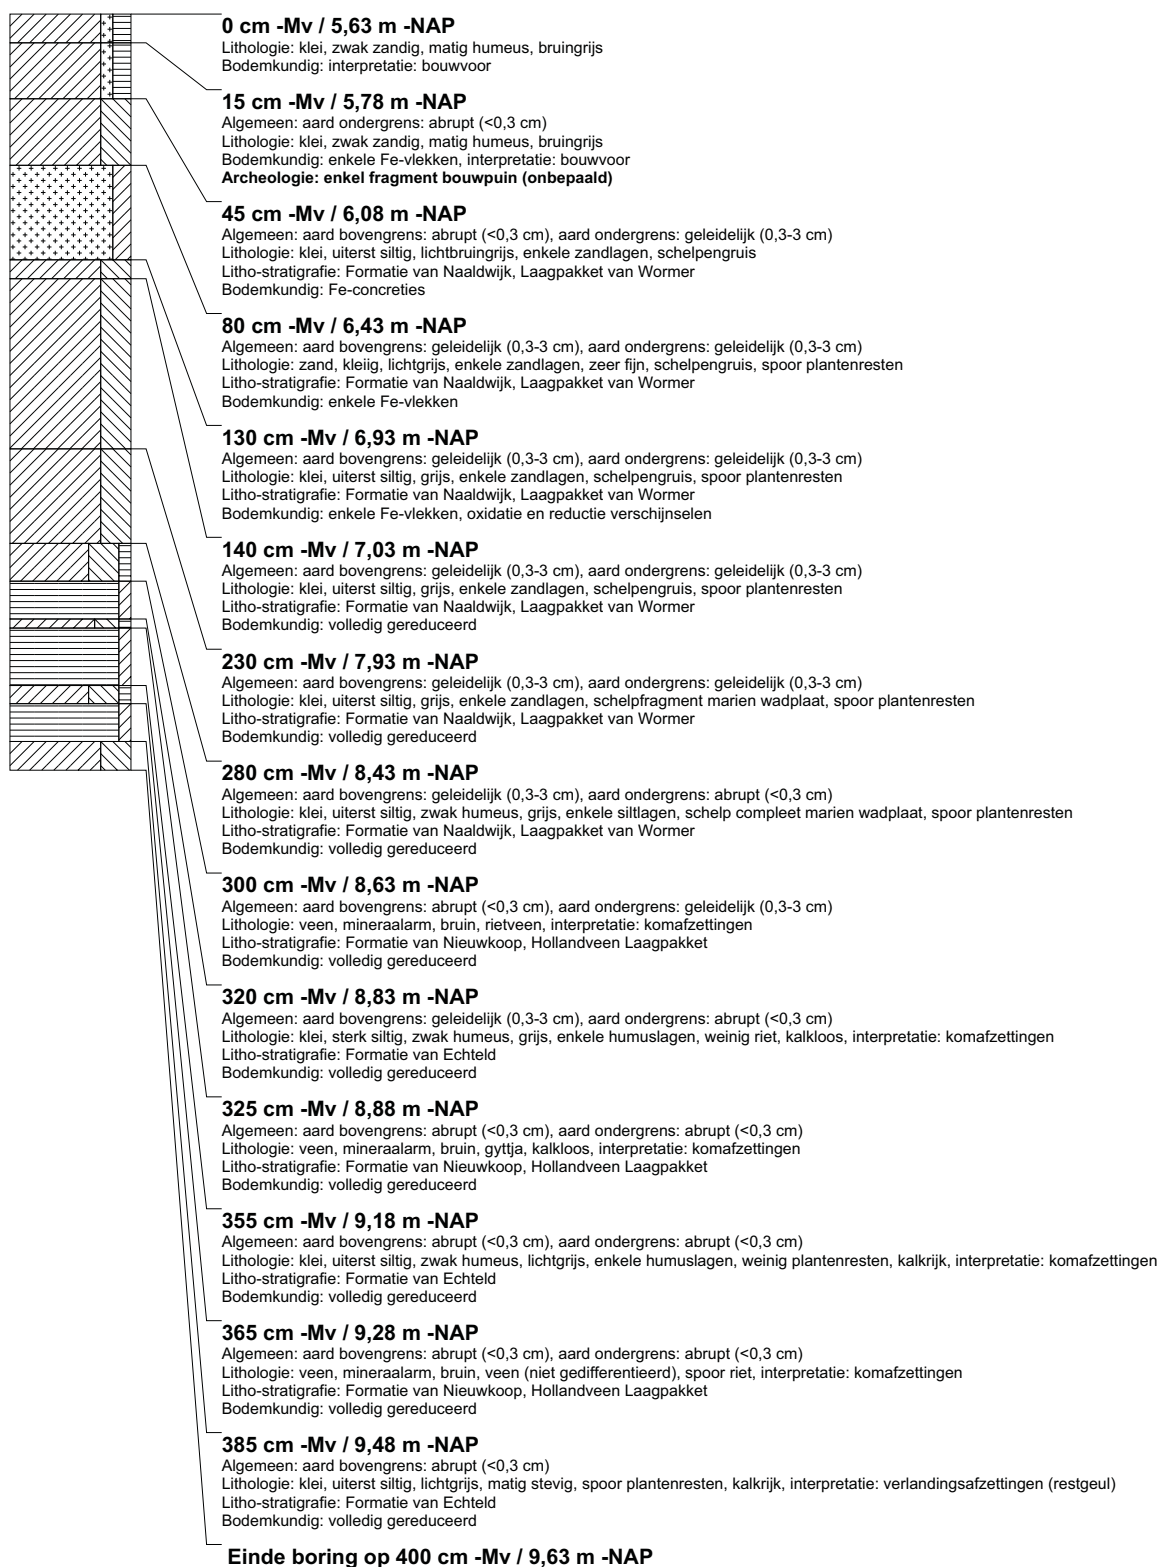 0 cm -Mv / 5,63 m -NAP
Lithologie: klei, zwak zandig, matig humeus, bruingrijs
Bodemkundig: interpretatie: bouwvoor
15 cm -Mv / 5,78 m -NAP
Algemeen: aard ondergrens: abrupt (<0,3 cm)
Lithologie: klei, zwak zandig, matig humeus, bruingrijs
Bodemkundig: enkele Fe-vlekken, interpretatie: bouwvoor
Archeologie: enkel fragment bouwpuin (onbepaald)
45 cm -Mv / 6,08 m -NAP
Algemeen: aard bovengrens: abrupt (<0,3 cm), aard ondergrens: geleidelijk (0,3-3 cm)
Lithologie: klei, uiterst siltig, lichtbruingrijs, enkele zandlagen, schelpengruis
Litho-stratigrafie: Formatie van Naaldwijk, Laagpakket van Wormer
Bodemkundig: Fe-concreties
80 cm -Mv / 6,43 m -NAP
Algemeen: aard bovengrens: geleidelijk (0,3-3 cm), aard ondergrens: geleidelijk (0,3-3 cm)
Lithologie: zand, kleiig, lichtgrijs, enkele zandlagen, zeer fijn, schelpengruis, spoor plantenresten
Litho-stratigrafie: Formatie van Naaldwijk, Laagpakket van Wormer
Bodemkundig: enkele Fe-vlekken
130 cm -Mv / 6,93 m -NAP
Algemeen: aard bovengrens: geleidelijk (0,3-3 cm), aard ondergrens: geleidelijk (0,3-3 cm)
Lithologie: klei, uiterst siltig, grijs, enkele zandlagen, schelpengruis, spoor plantenresten
Litho-stratigrafie: Formatie van Naaldwijk, Laagpakket van Wormer
Bodemkundig: enkele Fe-vlekken, oxidatie en reductie verschijnselen
140 cm -Mv / 7,03 m -NAP
Algemeen: aard bovengrens: geleidelijk (0,3-3 cm), aard ondergrens: geleidelijk (0,3-3 cm)
Lithologie: klei, uiterst siltig, grijs, enkele zandlagen, schelpengruis, spoor plantenresten
Litho-stratigrafie: Formatie van Naaldwijk, Laagpakket van Wormer
Bodemkundig: volledig gereduceerd
230 cm -Mv / 7,93 m -NAP
Algemeen: aard bovengrens: geleidelijk (0,3-3 cm), aard ondergrens: geleidelijk (0,3-3 cm)
Lithologie: klei, uiterst siltig, grijs, enkele zandlagen, schelpfragment marien wadplaat, spoor plantenresten
Litho-stratigrafie: Formatie van Naaldwijk, Laagpakket van Wormer
Bodemkundig: volledig gereduceerd
280 cm -Mv / 8,43 m -NAP
Algemeen: aard bovengrens: geleidelijk (0,3-3 cm), aard ondergrens: abrupt (<0,3 cm)
Lithologie: klei, uiterst siltig, zwak humeus, grijs, enkele siltlagen, schelp compleet marien wadplaat, spoor plantenresten
Litho-stratigrafie: Formatie van Naaldwijk, Laagpakket van Wormer
Bodemkundig: volledig gereduceerd
300 cm -Mv / 8,63 m -NAP
Algemeen: aard bovengrens: abrupt (<0,3 cm), aard ondergrens: geleidelijk (0,3-3 cm)
Lithologie: veen, mineraalarm, bruin, rietveen, interpretatie: komafzettingen
Litho-stratigrafie: Formatie van Nieuwkoop, Hollandveen Laagpakket
Bodemkundig: volledig gereduceerd
320 cm -Mv / 8,83 m -NAP
Algemeen: aard bovengrens: geleidelijk (0,3-3 cm), aard ondergrens: abrupt (<0,3 cm)
Lithologie: klei, sterk siltig, zwak humeus, grijs, enkele humuslagen, weinig riet, kalkloos, interpretatie: komafzettingen
Litho-stratigrafie: Formatie van Echteld
Bodemkundig: volledig gereduceerd
325 cm -Mv / 8,88 m -NAP
Algemeen: aard bovengrens: abrupt (<0,3 cm), aard ondergrens: abrupt (<0,3 cm)
Lithologie: veen, mineraalarm, bruin, gyttja, kalkloos, interpretatie: komafzettingen
Litho-stratigrafie: Formatie van Nieuwkoop, Hollandveen Laagpakket
Bodemkundig: volledig gereduceerd
355 cm -Mv / 9,18 m -NAP
Algemeen: aard bovengrens: abrupt (<0,3 cm), aard ondergrens: abrupt (<0,3 cm)
Lithologie: klei, uiterst siltig, zwak humeus, lichtgrijs, enkele humuslagen, weinig plantenresten, kalkrijk, interpretatie: komafzettingen
Litho-stratigrafie: Formatie van Echteld
Bodemkundig: volledig gereduceerd
365 cm -Mv / 9,28 m -NAP
Algemeen: aard bovengrens: abrupt (<0,3 cm), aard ondergrens: abrupt (<0,3 cm)
Lithologie: veen, mineraalarm, bruin, veen (niet gedifferentieerd), spoor riet, interpretatie: komafzettingen
Litho-stratigrafie: Formatie van Nieuwkoop, Hollandveen Laagpakket
Bodemkundig: volledig gereduceerd
385 cm -Mv / 9,48 m -NAP
Algemeen: aard bovengrens: abrupt (<0,3 cm)
Lithologie: klei, uiterst siltig, lichtgrijs, matig stevig, spoor plantenresten, kalkrijk, interpretatie: verlandingsafzettingen (restgeul)
Litho-stratigrafie: Formatie van Echteld
Bodemkundig: volledig gereduceerd
Einde boring op 400 cm -Mv / 9,63 m -NAP